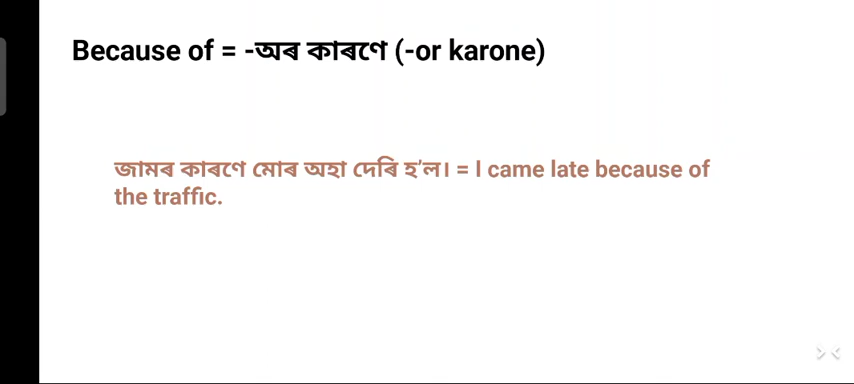 Because of = -অৰ কাৰণে (-or karone)
জামৰ কাৰণে মোৰ অহা দেৰি হ'ল। = I came late because of
the traffic.